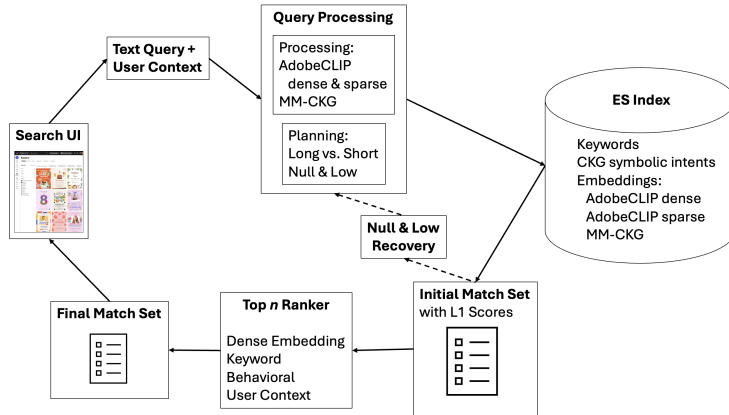 Query Processing
Processing:
AdobeCLIP
dense & sparse
MM-CKG
Planning:
Long vs. Short
Null & Low
Text Query +
User Context
Search UI
8
ES Index
Keywords
CKG symbolic intents
Embeddings:
AdobeCLIP dense
AdobeCLIP sparse
MM-CKG
Null & Low
Recovery
Initial Match Set
with L1 Scores
Top n Ranker
Dense Embedding
Keyword
Behavioral
User Context
Final Match Set